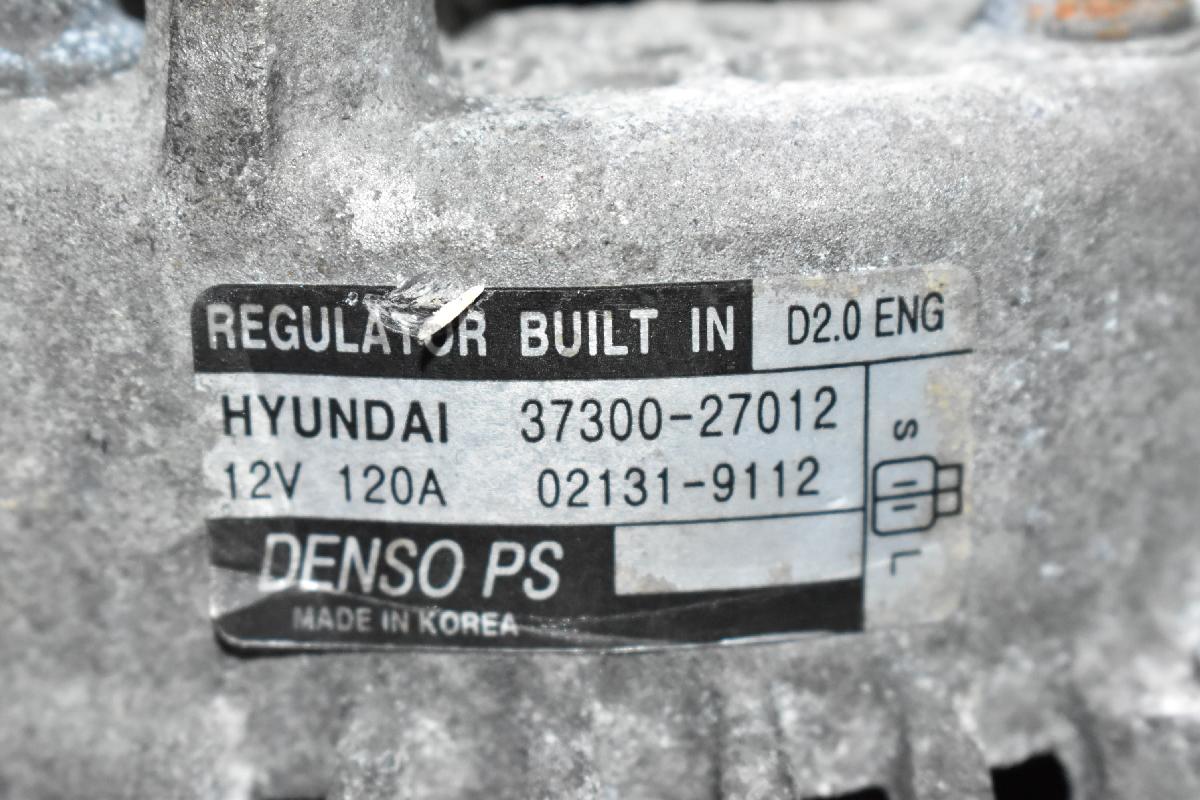 REGULATOR BUILT IN D2.0 ENG
HYUNDAI 37300-27012
12V 120A 02131-9112
S
L
DENSO PS
MADE IN KOREA